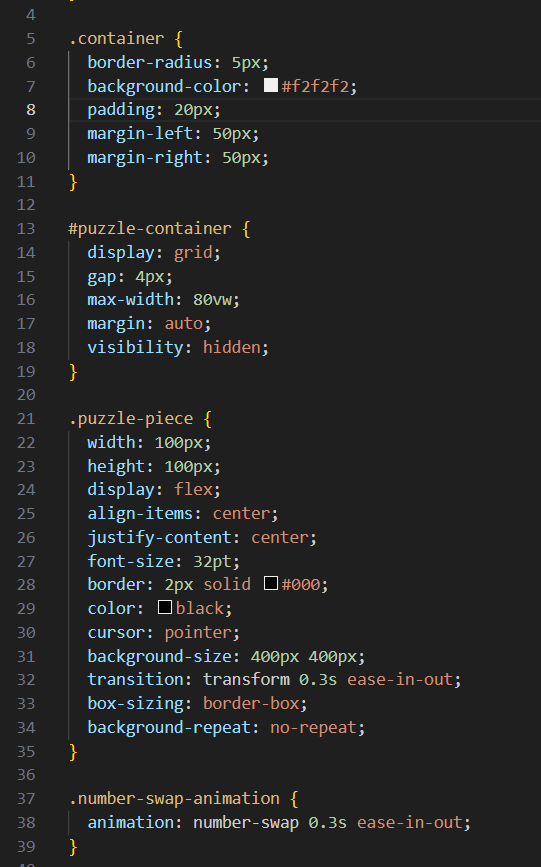 4
5 .container {
6 border-radius: 5px;
7 background-color: #f2f2f2;
8 padding: 20px;
9 margin-left: 50px;
10 margin-right: 50px;
11 }
12
13 #puzzle-container {
14 display: grid;
15 gap: 4px;
16 max-width: 80vw;
17 margin: auto;
18 visibility: hidden;
19 }
20
21 .puzzle-piece {
22 width: 100px;
23 height: 100px;
24 display: flex;
25 align-items: center;
26 justify-content: center;
27 font-size: 32pt;
28 border: 2px solid #000;
29 color: black;
30 cursor: pointer;
31 background-size: 400px 400px;
32 transition: transform 0.3s ease-in-out;
33 box-sizing: border-box;
34 background-repeat: no-repeat;
35 }
36
37 .number-swap-animation {
38 animation: number-swap 0.3s ease-in-out;
39 }